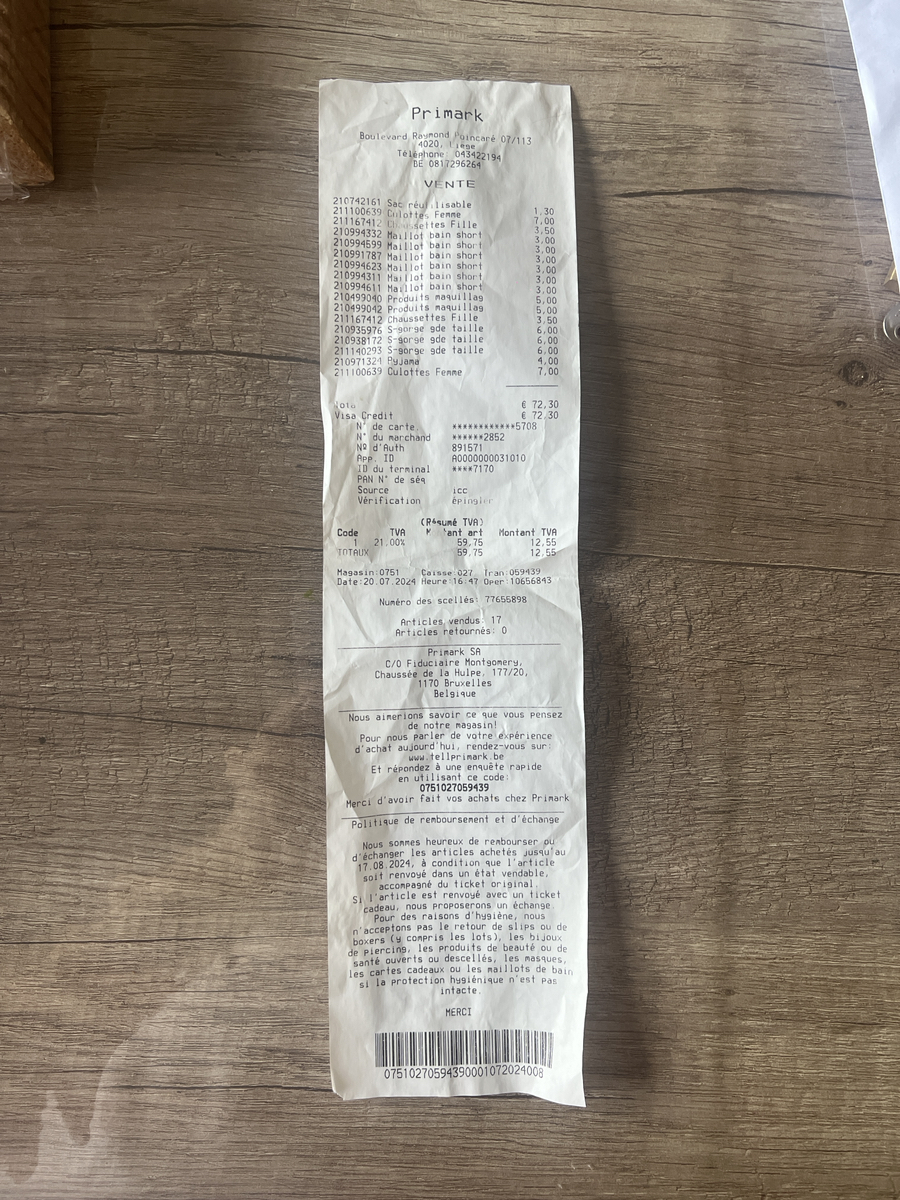 Primark
Boulevard Raymond Poincaré 07/113
4020, Liege
Téléphone 043422194
BE 0817296264
VENTE
210742161 Sac réutilisable 1,30
211100639 Culottes Femme 7,00
211167412 Chaussettes Fille 3,50
210994332 Maillot bain short 3,00
210994599 Maillot bain short 3,00
210991787 Maillot bain short 3,00
210994623 Maillot bain short 3,00
210994311 Maillot bain short 3,00
210994611 Maillot bain short 3,00
210499040 Produits maquillag 5,00
210499042 Produits maquillag 5,00
211167412 Chaussettes Fille 3,50
210935976 S-gorge gde taille 6,00
210938172 S-gorge gde taille 6,00
211140293 S-gorge gde taille 6,00
210971324 Pyjama 4,00
211100639 Culottes Femme 7,00
Total € 72,30
Visa Credit € 72,30
N° de carte ************5708
N° du marchand ******2852
Nº d'Auth 891571
App. ID A0000000031010
ID du terminal ****7170
PAN N° de séq
Source icc
Vérification épingler
(Résumé TVA)
Code TVA Montant art Montant TVA
1 21.00% 59,75 12,55
TOTAUX 59,75 12,55
Magasin:0751 Caisse:027 Tran:059439
Date:20.07.2024 Heure:16:47 Oper:10656843
Numéro des scellés: 77655898
Articles vendus: 17
Articles retournés: 0
Primark SA
C/O Fiduciaire Montgomery,
Chaussée de la Hulpe, 177/20,
1170 Bruxelles
Belgique
Nous aimerions savoir ce que vous pensez
de notre magasin!
Pour nous parler de votre expérience
d'achat aujourd'hui, rendez-vous sur:
www.tellprimark.be
Et répondez à une enquête rapide
en utilisant ce code:
0751027059439
Merci d'avoir fait vos achats chez Primark
Politique de remboursement et d'échange
Nous sommes heureux de rembourser ou
d'échanger les articles achetés jusqu'au
17.08.2024, à condition que l'article
soit renvoyé dans un état vendable,
accompagné du ticket original.
Si l'article est renvoyé avec un ticket
cadeau, nous proposerons un échange.
Pour des raisons d'hygiène, nous
n'acceptons pas le retour de slips ou de
boxers (y compris les lots), les bijoux
de piercing, les produits de beauté ou de
santé ouverts ou descellés, les masques,
les cartes cadeaux ou les maillots de bain
si la protection hygiénique n'est pas
intacte.
MERCI
07510270594390001072024008